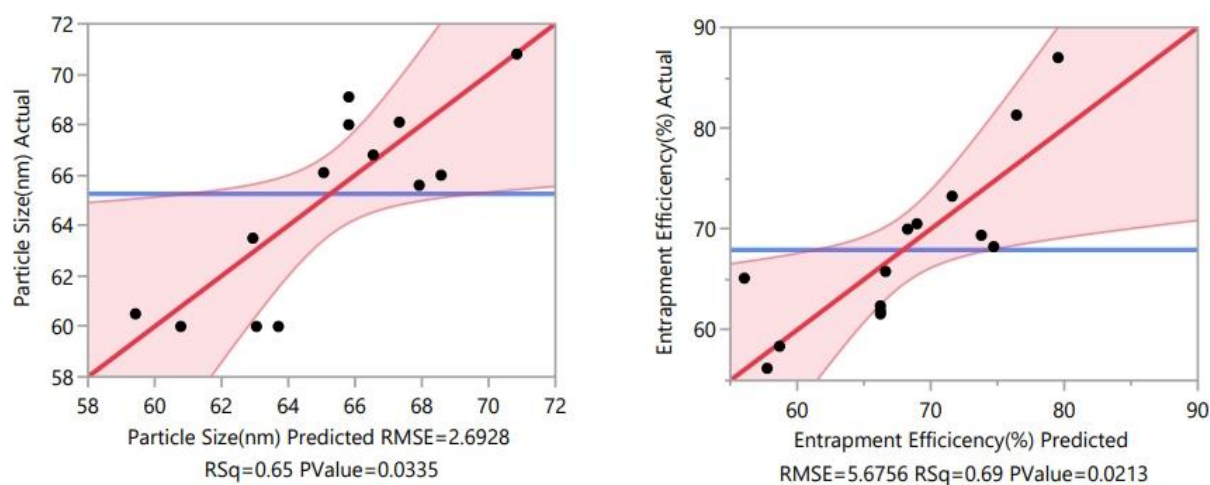 Particle Size(nm) Actual
72
70
68
66
64
62
60
58
58 60 62 64 66 68 70 72
Particle Size(nm) Predicted RMSE=2.6928
RSq=0.65 PValue=0.0335
Entrapment Efficicency(%) Actual
90
80
70
60
60 70 80 90
Entrapment Efficicency(%) Predicted
RMSE=5.6756 RSq=0.69 PValue=0.0213